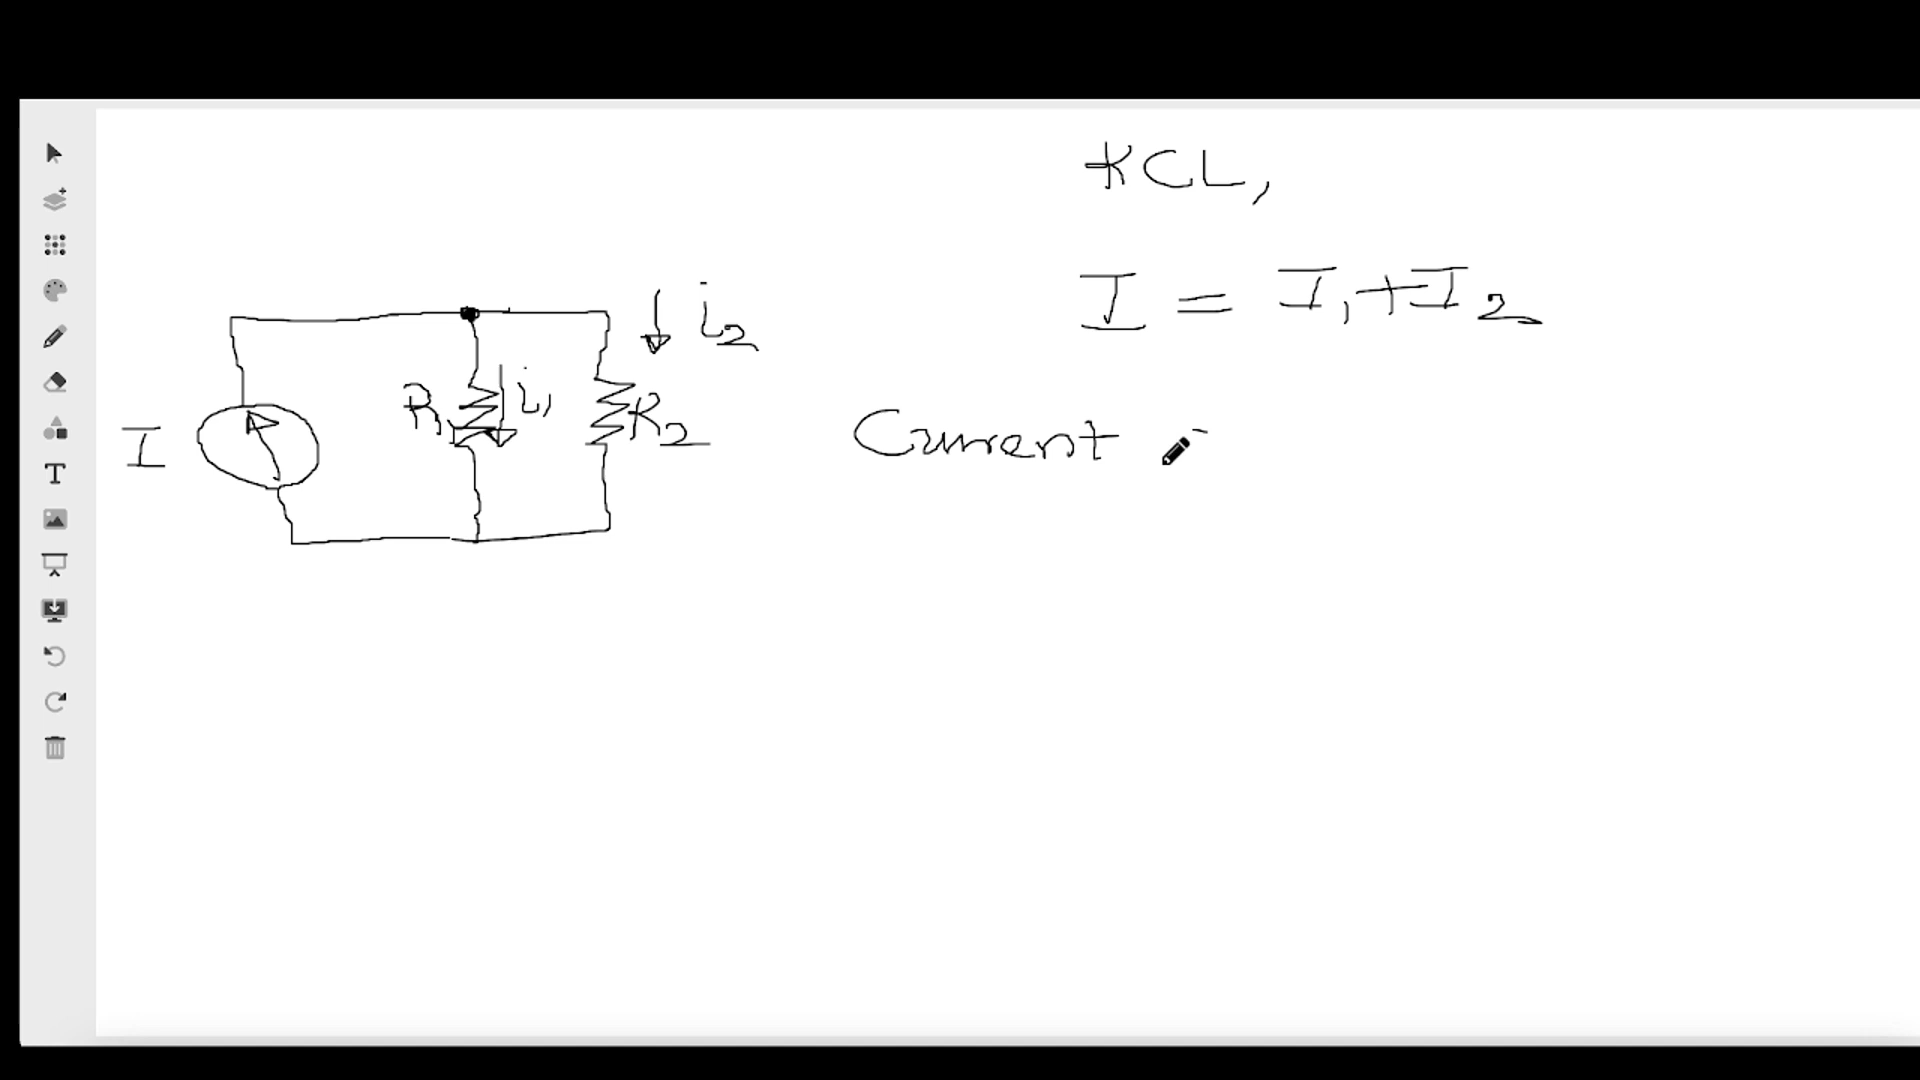 KCL,
I = I₁ + I₂
i₂
R₁
i₁
R₂
I
Current